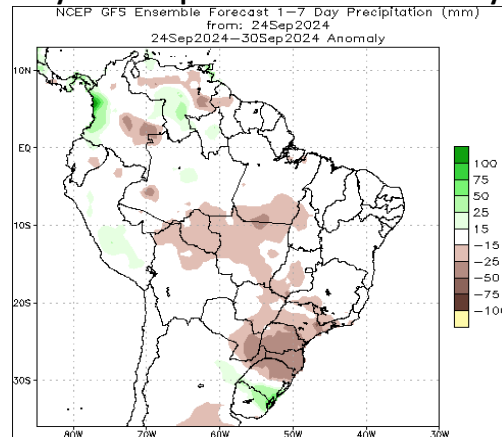 NCEP GFS Ensemble Forecast 1–7 Day Precipitation (mm)
from: 24Sep2024
24Sep2024–30Sep2024 Anomaly
10N
EQ
10S
20S
30S
80W 70W 60W 50W 40W 30W
100
75
50
25
15
−15
−25
−50
−75
−100